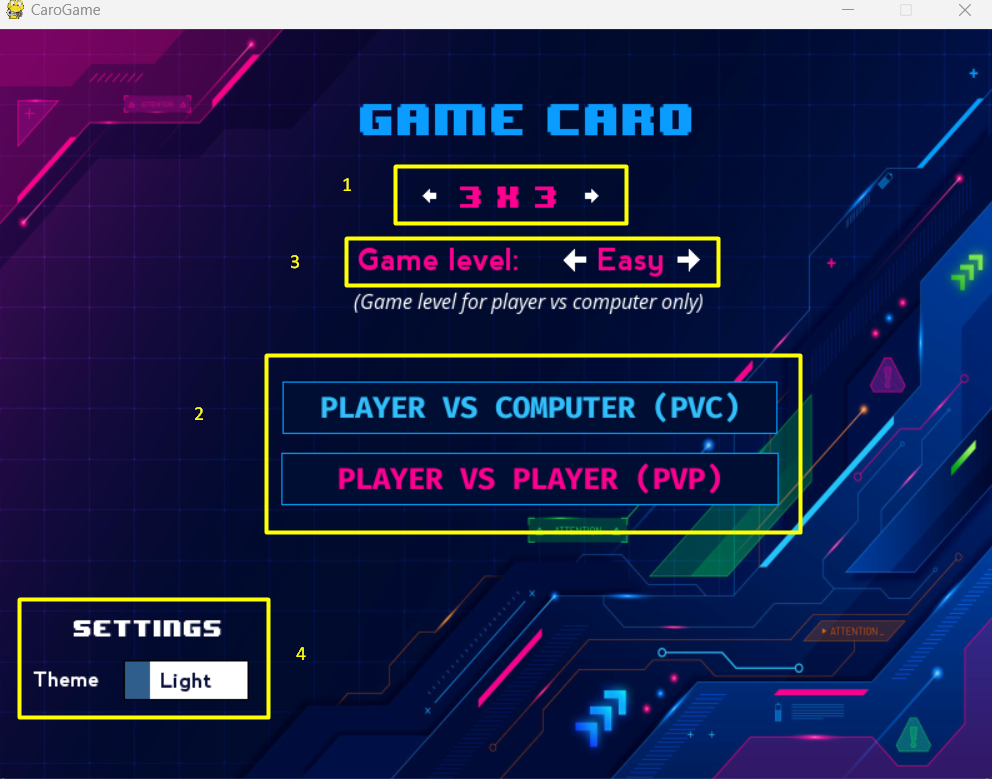 CaroGame
ATTENTION
GAME CARO
1
← 3 X 3 →
3
Game level: ← Easy →
(Game level for player vs computer only)
2
PLAYER VS COMPUTER (PVC)
PLAYER VS PLAYER (PVP)
ATTENTION
SETTINGS
4
ATTENTION_
Theme
Light